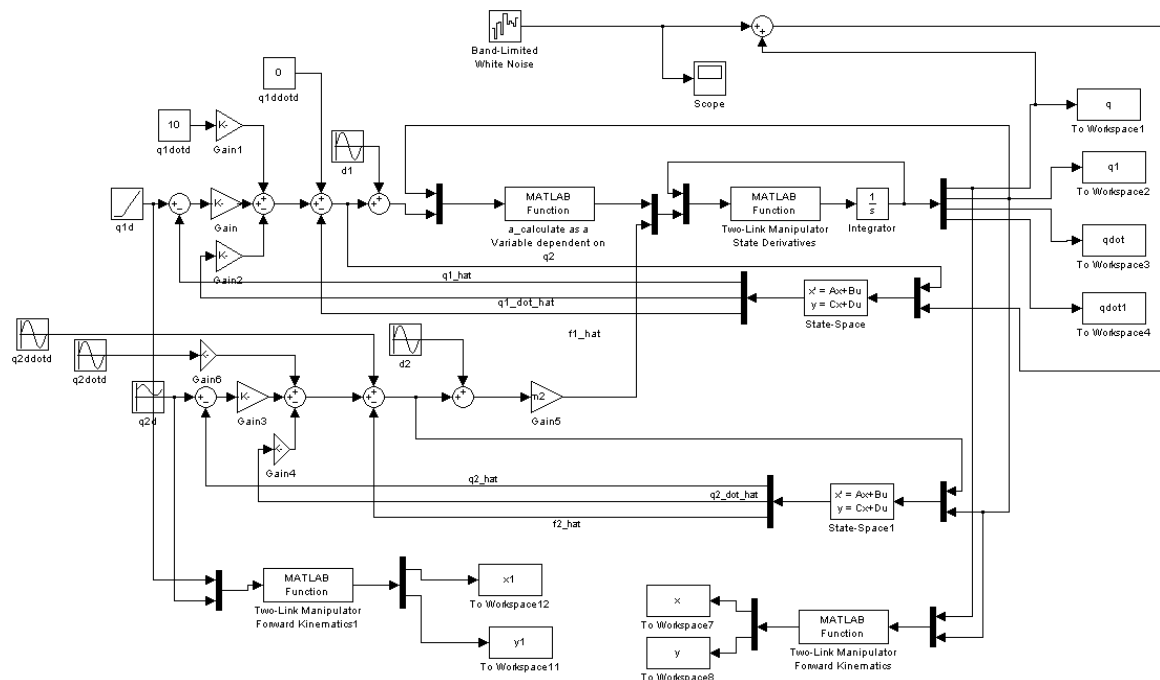 Band-Limited
White Noise
Scope
0
q1ddotd
10
q1dotd
K-
Gain1
d1
q
To Workspace1
q1
To Workspace2
q1d
K-
Gain
MATLAB
Function
a_calculate as a
Variable dependent on
q2
MATLAB
Function
Two-Link Manipulator
State Derivatives
1
s
Integrator
qdot
To Workspace3
K-
Gain2
q1_hat
q1_dot_hat
f1_hat
x' = Ax+Bu
y = Cx+Du
State-Space
qdot1
To Workspace4
q2ddotd
q2dotd
K-
Gain6
d2
q2d
K-
Gain3
m2
Gain5
K-
Gain4
q2_hat
q2_dot_hat
f2_hat
x' = Ax+Bu
y = Cx+Du
State-Space1
MATLAB
Function
Two-Link Manipulator
Forward Kinematics1
x1
To Workspace12
y1
To Workspace11
x
To Workspace7
y
To Workspace8
MATLAB
Function
Two-Link Manipulator
Forward Kinematics